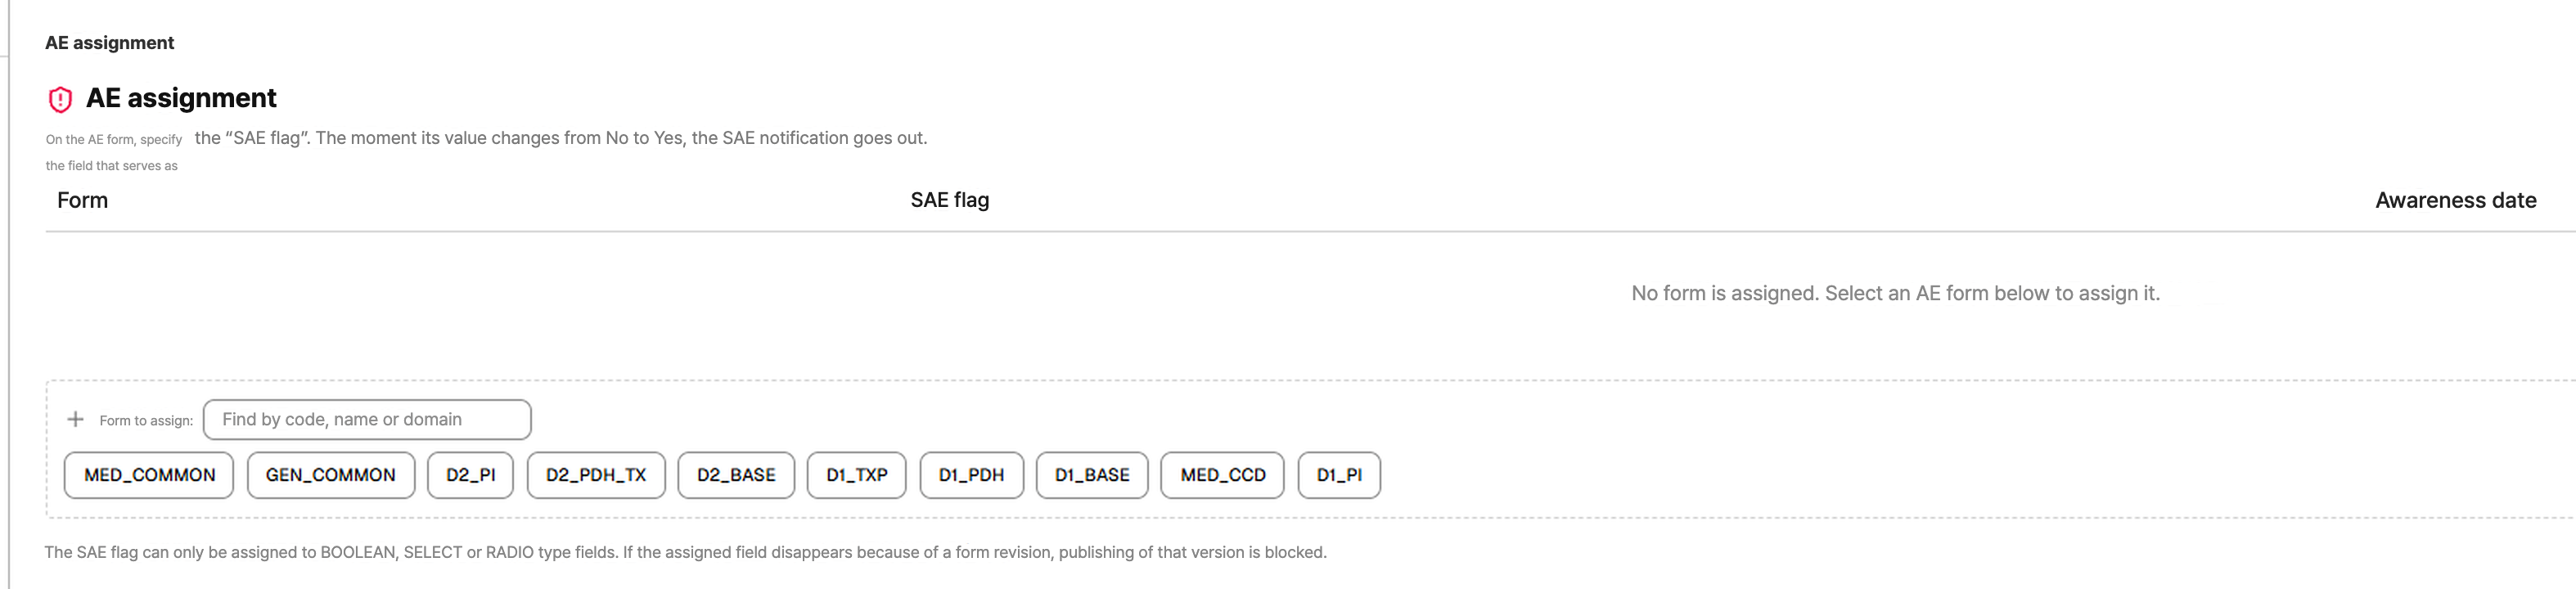 AE assignment
AE assignment
On the AE form, specify the “SAE flag”. The moment its value changes from No to Yes, the SAE notification goes out.
the field that serves as
Form SAE flag Awareness date
No form is assigned. Select an AE form below to assign it.
+ Form to assign: Find by code, name or domain
MED_COMMON GEN_COMMON D2_PI D2_PDH_TX D2_BASE D1_TXP D1_PDH D1_BASE MED_CCD D1_PI
The SAE flag can only be assigned to BOOLEAN, SELECT or RADIO type fields. If the assigned field disappears because of a form revision, publishing of that version is blocked.